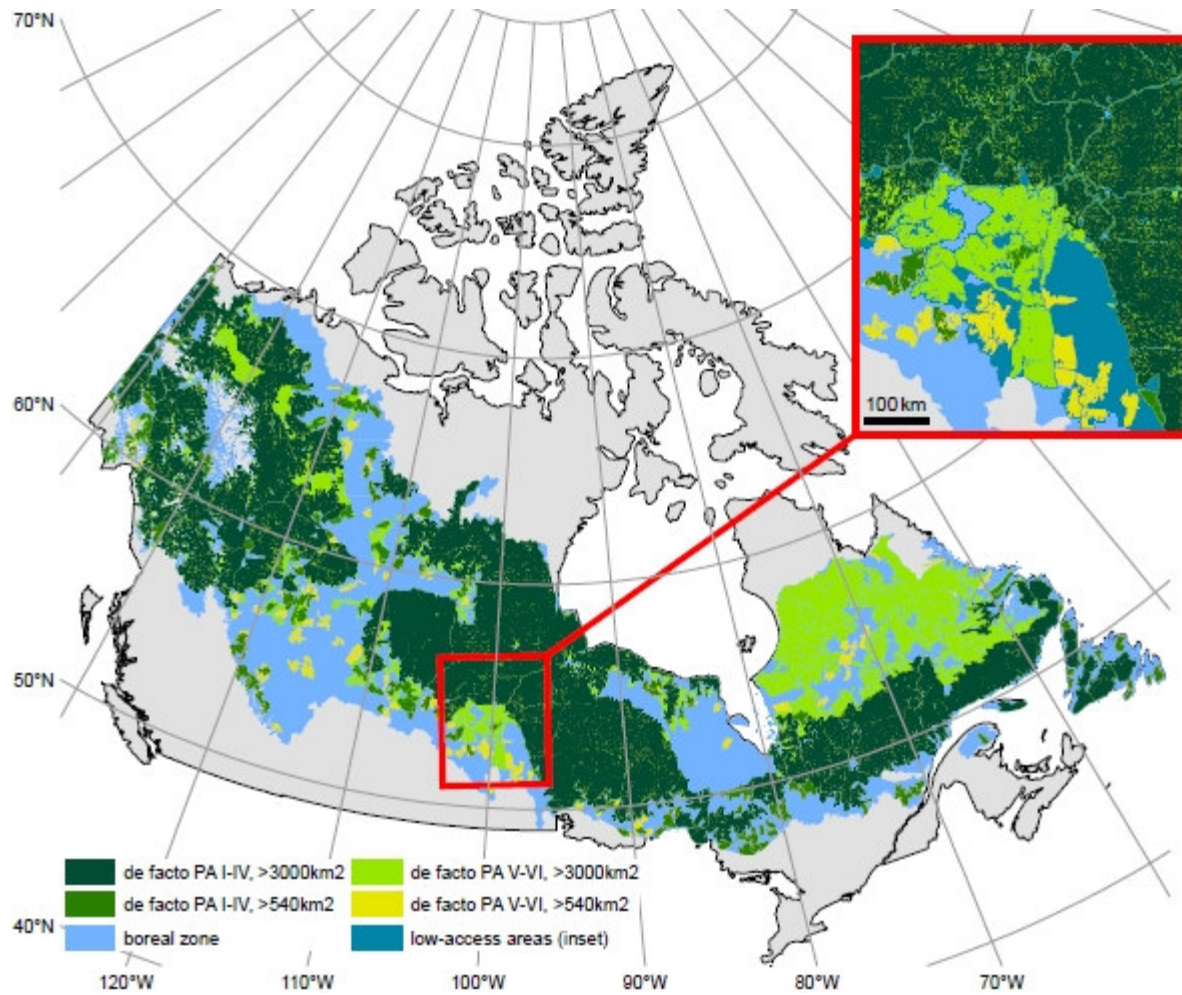 70°N
60°N
100 km
50°N
de facto PA I-IV, >3000km2
de facto PA V-VI, >3000km2
de facto PA I-IV, >540km2
de facto PA V-VI, >540km2
boreal zone
low-access areas (inset)
40°N
120°W
110°W
100°W
90°W
80°W
70°W